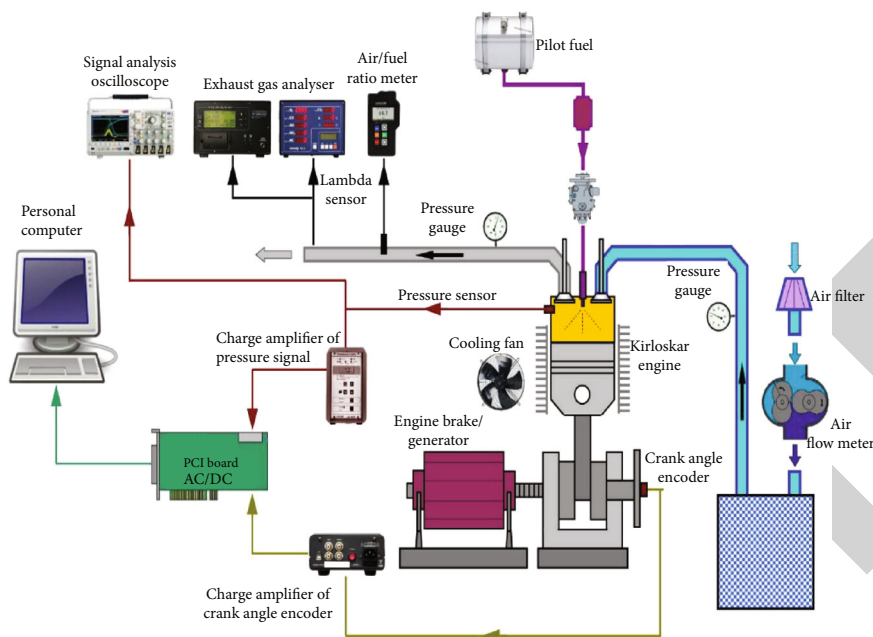 Pilot fuel
Signal analysis
oscilloscope
Exhaust gas analyser
Air/fuel
ratio meter
Lambda
sensor
Personal
computer
Pressure
gauge
Pressure
gauge
Air filter
Pressure sensor
Charge amplifier of
pressure signal
Cooling fan
Kirloskar
engine
Engine brake/
generator
Air
flow meter
Crank angle
encoder
PCI board
AC/DC
Charge amplifier of
crank angle encoder